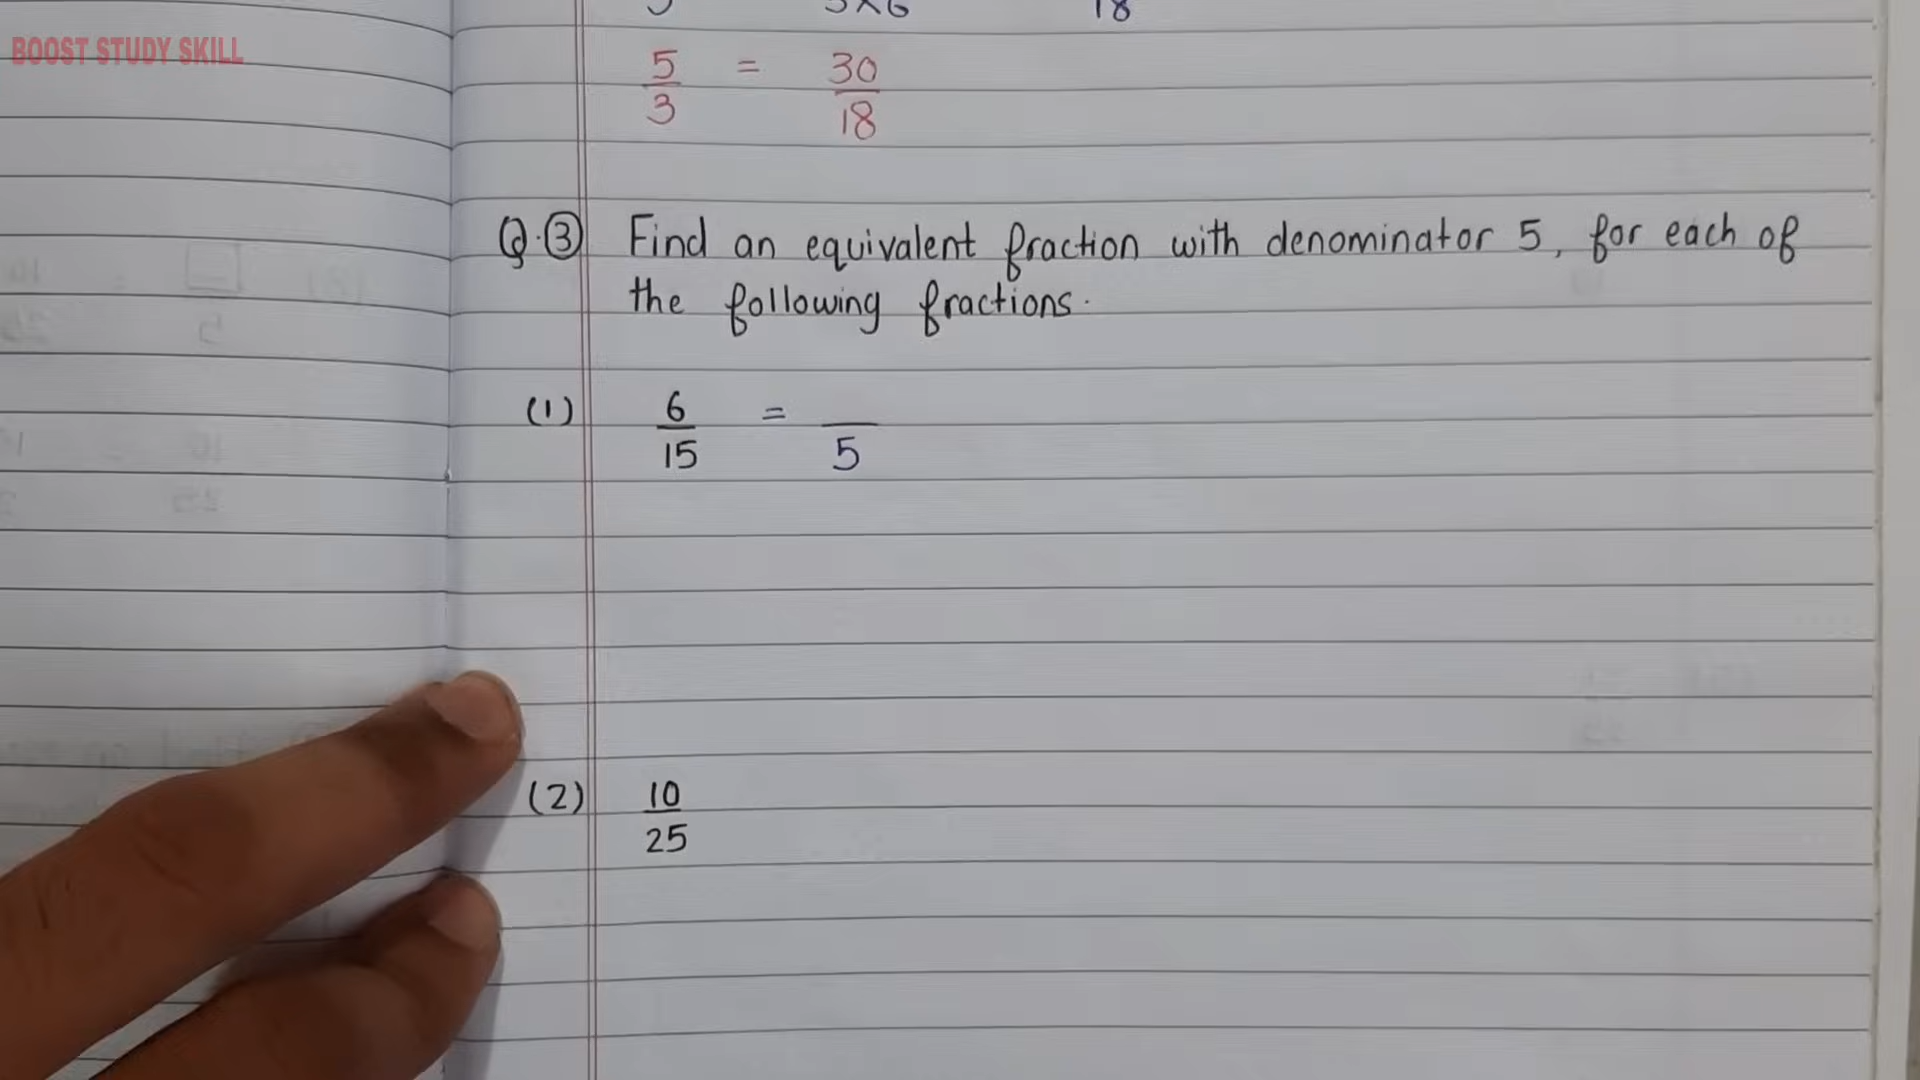 BOOST STUDY SKILL
18
5/3 = 30/18
Q.③ Find an equivalent fraction with denominator 5, for each of
the following fractions.
(1) 6/15 = /5
(2) 10/25